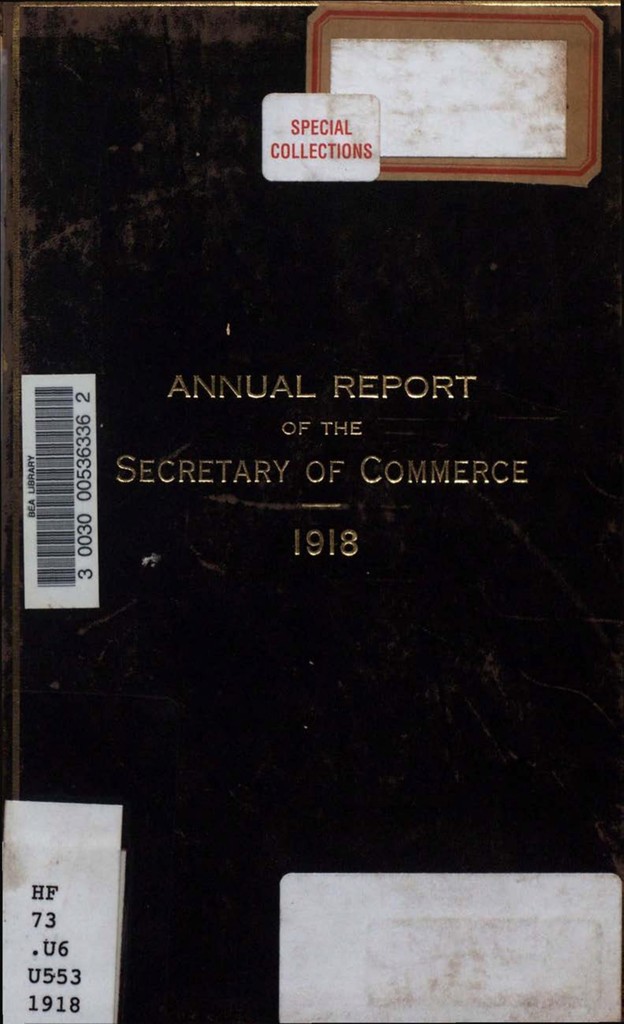 SPECIAL
COLLECTIONS
ANNUAL REPORT
OF THE
SECRETARY OF COMMERCE
1918
BEA LIBRARY
3 0030 00536336 2
HF
73
.U6
U553
1918